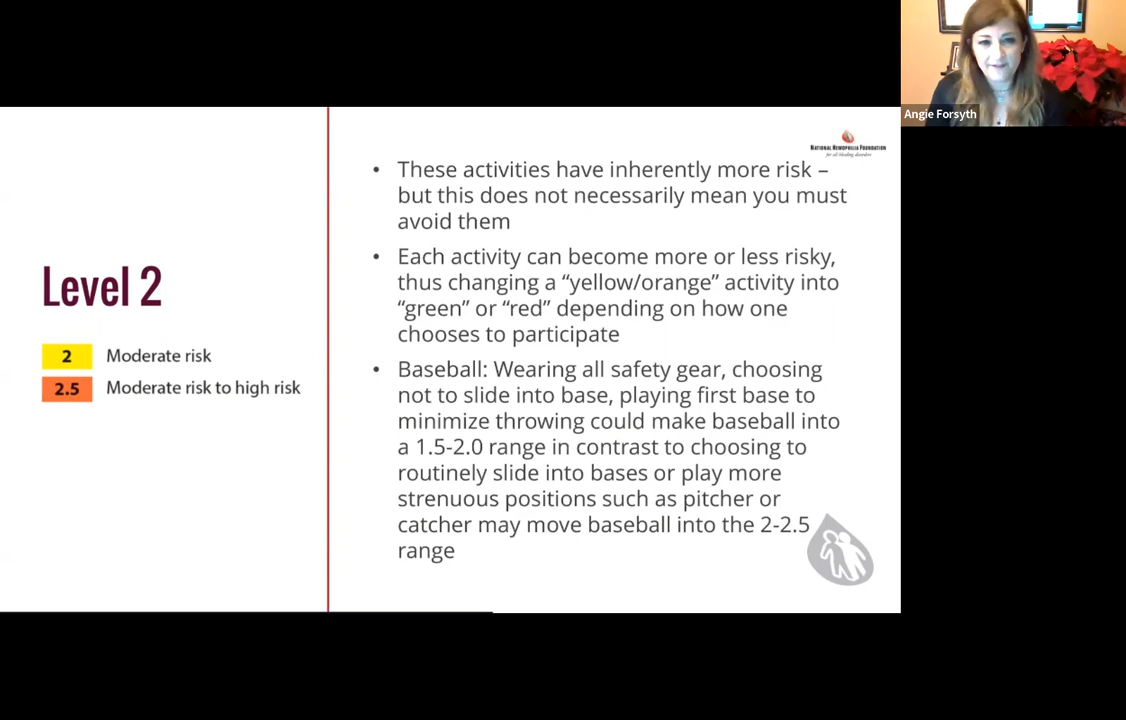 Angie Forsyth
NATIONAL HEMOPHILIA FOUNDATION
for all bleeding disorders
Level 2
2 Moderate risk
2.5 Moderate risk to high risk
• These activities have inherently more risk –
but this does not necessarily mean you must
avoid them
• Each activity can become more or less risky,
thus changing a “yellow/orange” activity into
“green” or “red” depending on how one
chooses to participate
• Baseball: Wearing all safety gear, choosing
not to slide into base, playing first base to
minimize throwing could make baseball into
a 1.5-2.0 range in contrast to choosing to
routinely slide into bases or play more
strenuous positions such as pitcher or
catcher may move baseball into the 2-2.5
range